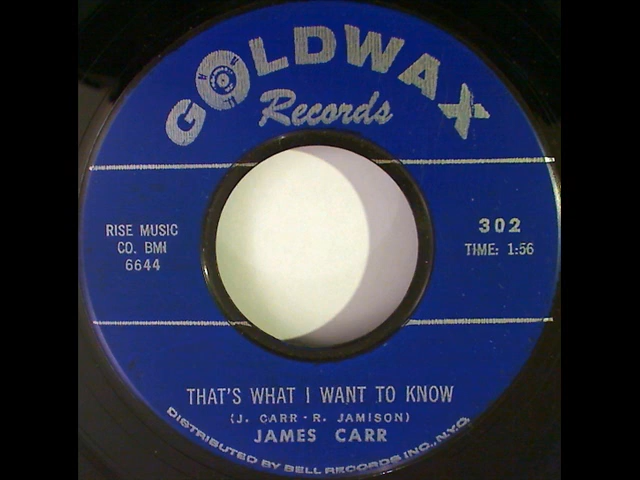 GOLDWAX
Records
RISE MUSIC
CO. BMI
6644
302
TIME: 1:56
THAT'S WHAT I WANT TO KNOW
(J. CARR - R. JAMISON)
JAMES CARR
DISTRIBUTED BY BELL RECORDS INC., N.Y.C.